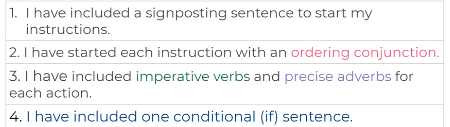 1. I have included a signposting sentence to start my
instructions.
2. I have started each instruction with an ordering conjunction.
3. I have included imperative verbs and precise adverbs for
each action.
4. I have included one conditional (if) sentence.